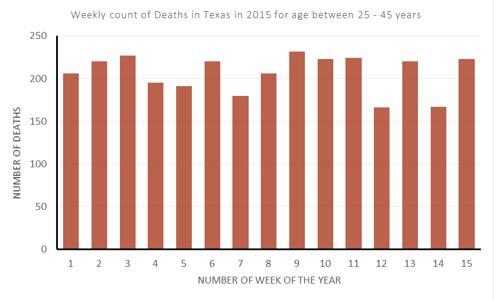 Weekly count of Deaths in Texas in 2015 for age between 25 - 45 years
250
200
150
100
50
0
NUMBER OF DEATHS
1 2 3 4 5 6 7 8 9 10 11 12 13 14 15
NUMBER OF WEEK OF THE YEAR